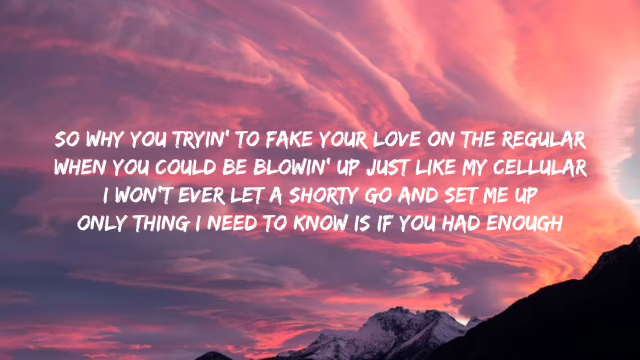 SO WHY YOU TRYIN' TO FAKE YOUR LOVE ON THE REGULAR
WHEN YOU COULD BE BLOWIN' UP JUST LIKE MY CELLULAR
I WON'T EVER LET A SHORTY GO AND SET ME UP
ONLY THING I NEED TO KNOW IS IF YOU HAD ENOUGH